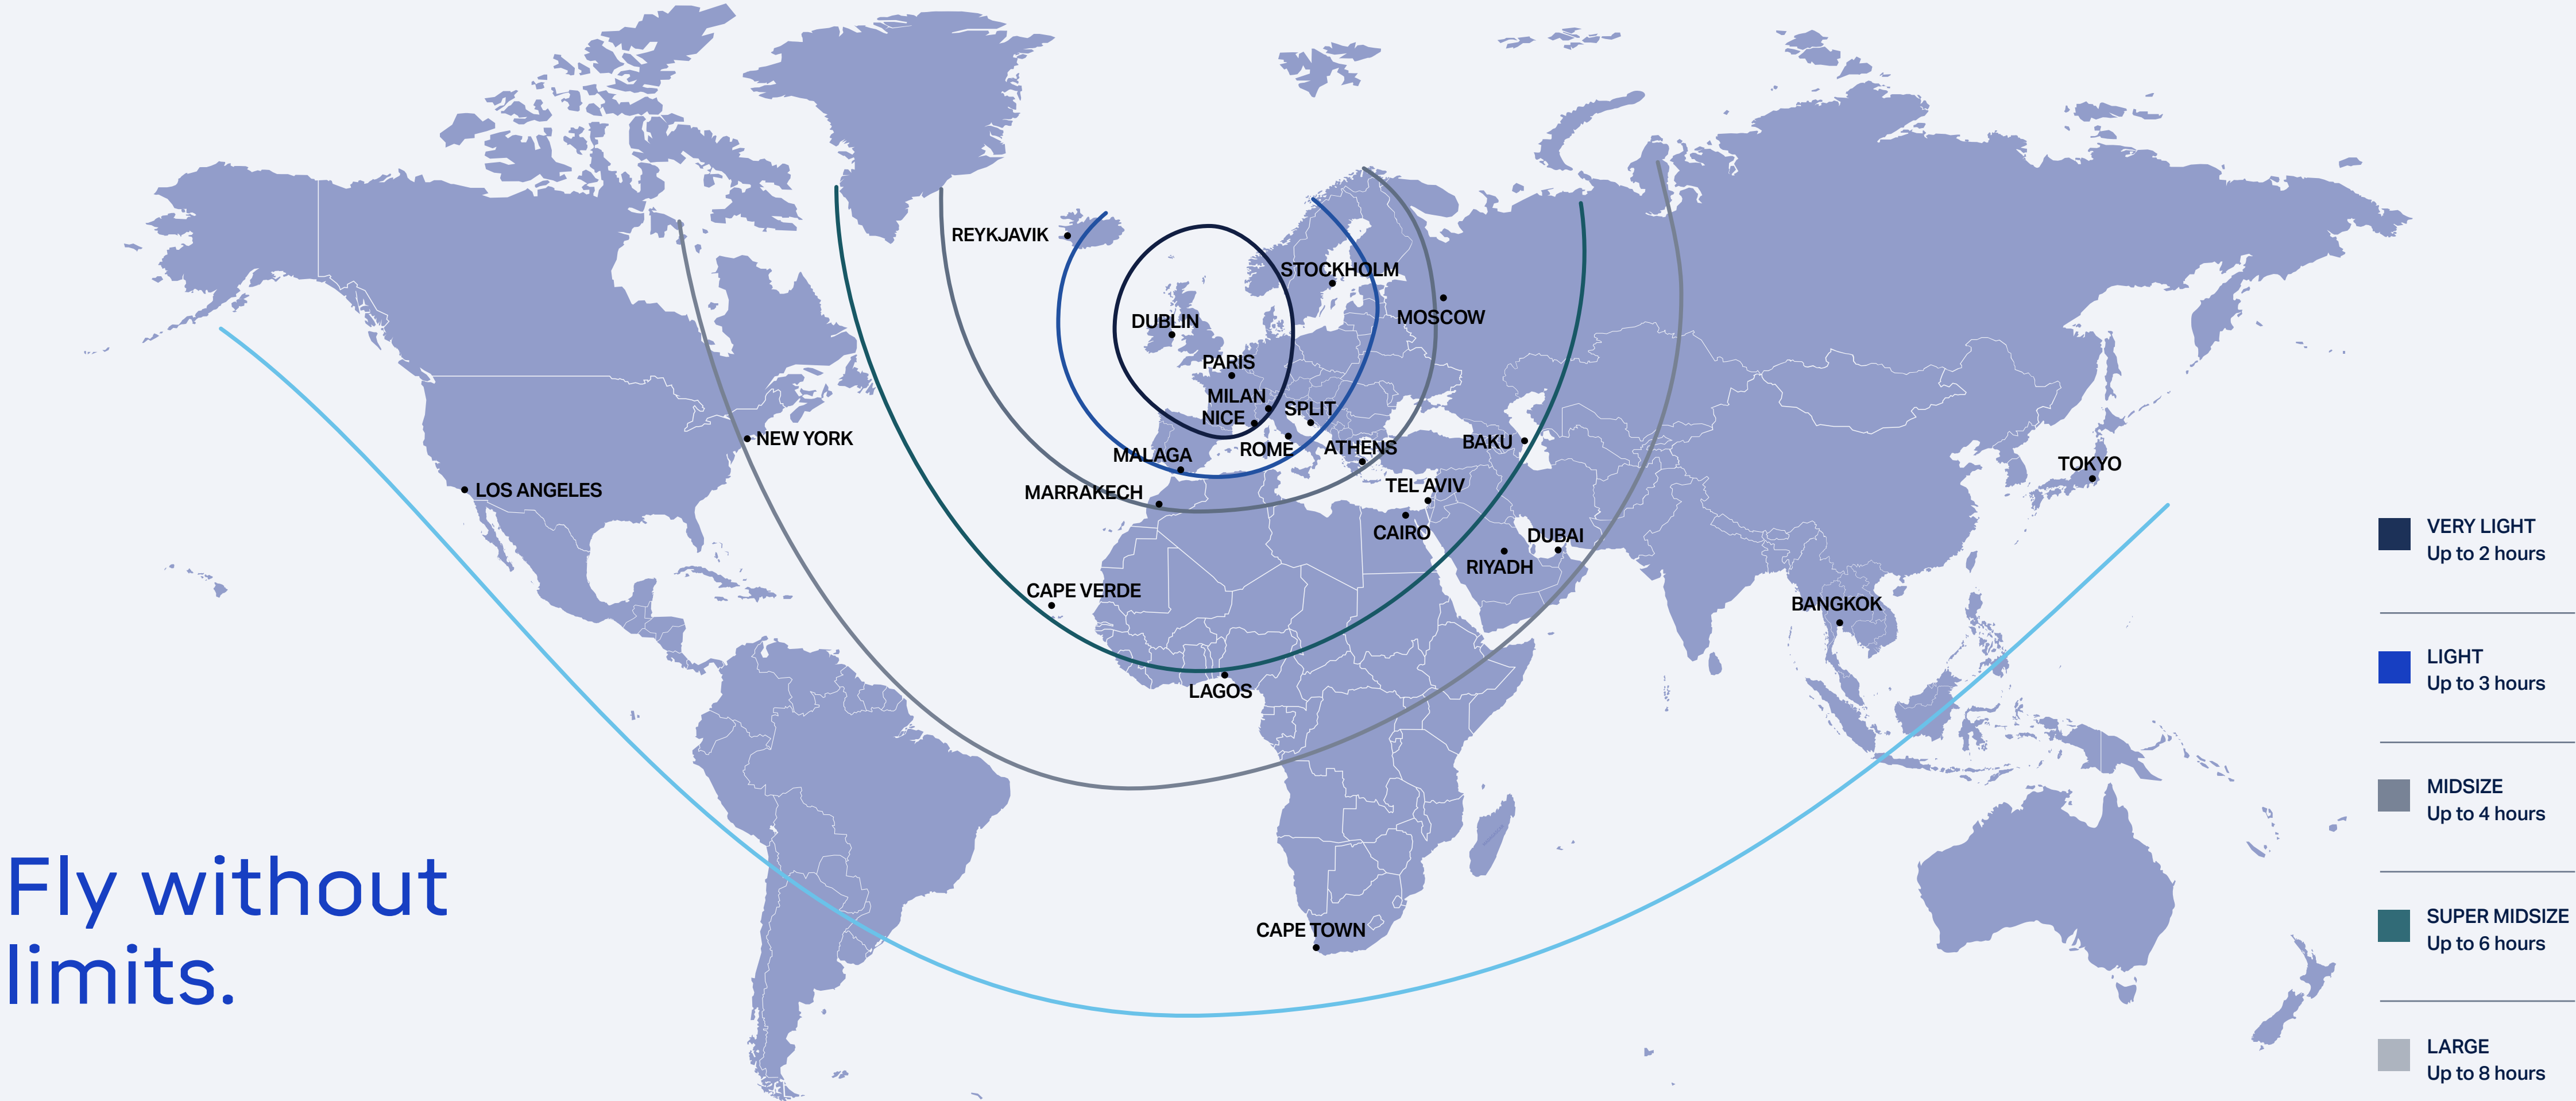 REYKJAVIK
STOCKHOLM
MOSCOW
DUBLIN
PARIS
MILAN
NICE
SPLIT
ROME
ATHENS
BAKU
MALAGA
NEW YORK
LOS ANGELES
MARRAKECH
TEL AVIV
CAIRO
DUBAI
RIYADH
TOKYO
CAPE VERDE
BANGKOK
LAGOS
CAPE TOWN
Fly without
limits.
VERY LIGHT
Up to 2 hours
LIGHT
Up to 3 hours
MIDSIZE
Up to 4 hours
SUPER MIDSIZE
Up to 6 hours
LARGE
Up to 8 hours